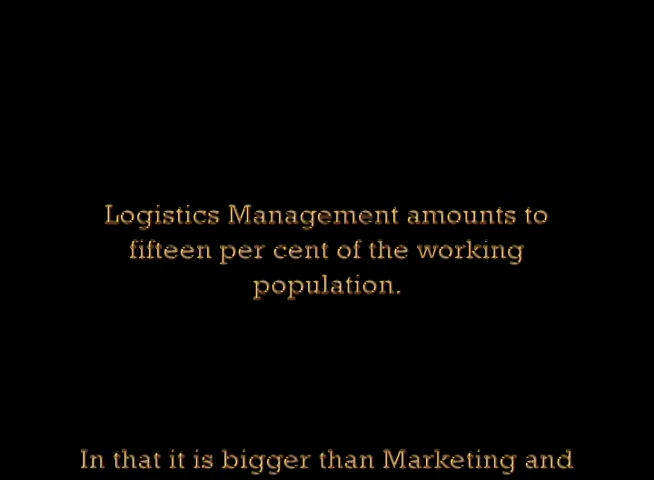 Logistics Management amounts to
fifteen per cent of the working
population.
In that it is bigger than Marketing and